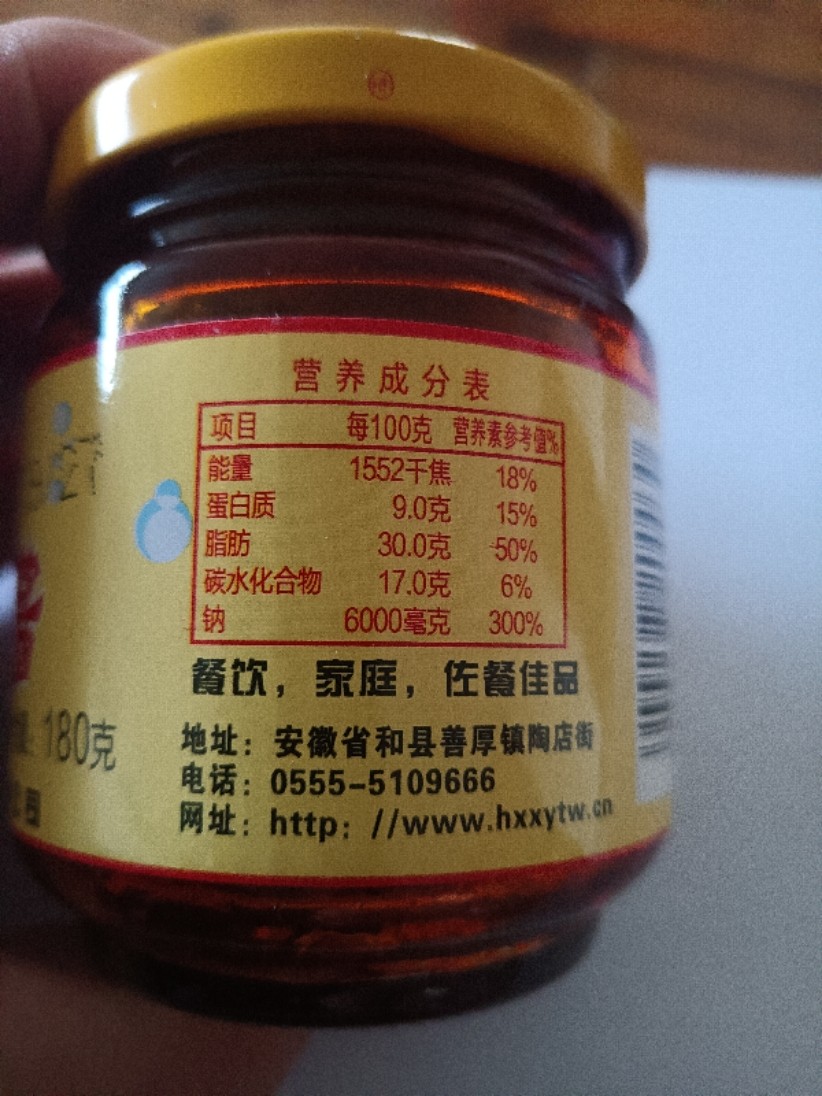 营养成分表
项目 每100克 营养素参考值%
能量 1552千焦 18%
蛋白质 9.0克 15%
脂肪 30.0克 50%
碳水化合物 17.0克 6%
钠 6000毫克 300%
餐饮，家庭，佐餐佳品
180克
地址：安徽省和县善厚镇陶店街
电话：0555-5109666
网址：http：//www.hxxytw.cn